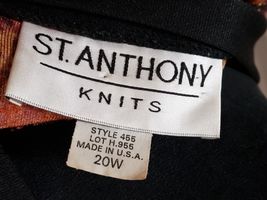 ST. ANTHONY
KNITS
STYLE 455
LOT H.955
MADE IN U.S.A.
20W